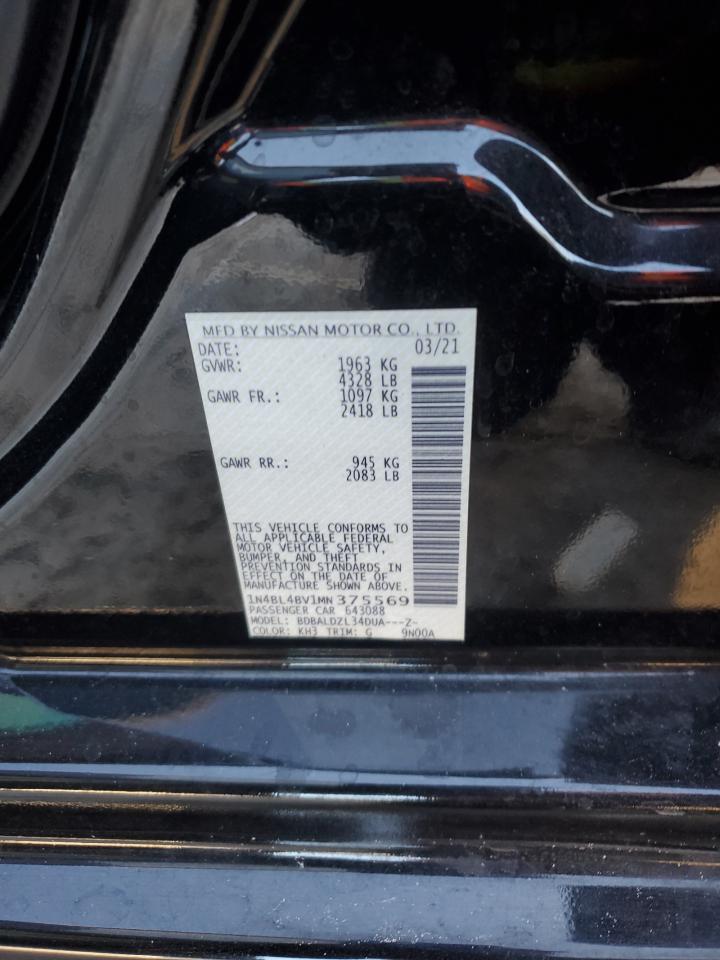 MFD BY NISSAN MOTOR CO., LTD.
DATE: 03/21
GVWR: 1963 KG
4328 LB
GAWR FR.: 1097 KG
2418 LB
GAWR RR.: 945 KG
2083 LB
THIS VEHICLE CONFORMS TO
ALL APPLICABLE FEDERAL
MOTOR VEHICLE SAFETY,
BUMPER, AND THEFT
PREVENTION STANDARDS IN
EFFECT ON THE DATE OF
MANUFACTURE SHOWN ABOVE.
1N4BL4BV1MN375569
PASSENGER CAR 643088
MODEL: BDBALDZL34DUA---Z-
COLOR: KH3 TRIM: G 9N00A